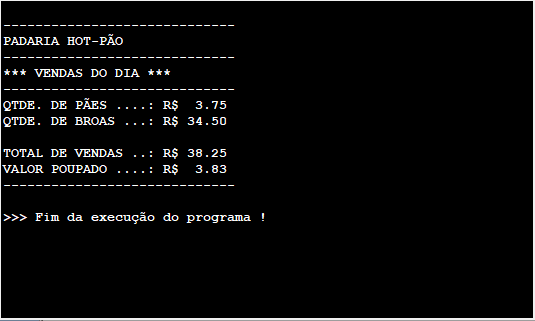 -----------------------------
PADARIA HOT-PÃO
-----------------------------
*** VENDAS DO DIA ***
-----------------------------
QTDE. DE PÃES ....: R$  3.75
QTDE. DE BROAS ...: R$ 34.50
TOTAL DE VENDAS ..: R$ 38.25
VALOR POUPADO ....: R$  3.83
-----------------------------
>>> Fim da execução do programa !